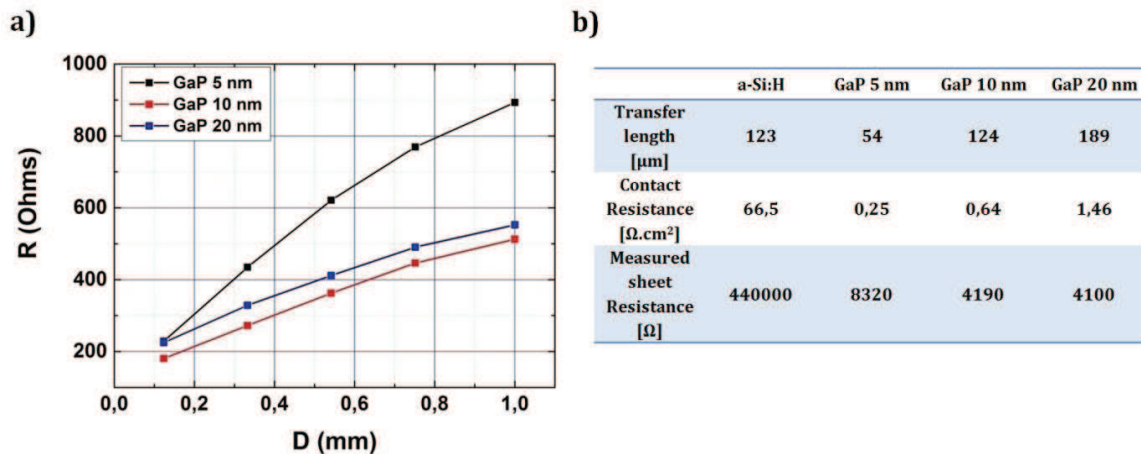 a)
R (Ohms)
1000
800
600
400
200
GaP 5 nm
GaP 10 nm
GaP 20 nm
0,0 0,2 0,4 0,6 0,8 1,0
D (mm)
b)
a-Si:H GaP 5 nm GaP 10 nm GaP 20 nm
Transfer
length
[µm]
123 54 124 189
Contact
Resistance
[Ω.cm²]
66,5 0,25 0,64 1,46
Measured
sheet
Resistance
[Ω]
440000 8320 4190 4100